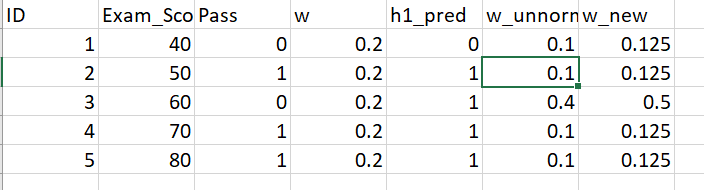 ID Exam_Sco Pass w h1_pred w_unnorn w_new
1 40 0 0.2 0 0.1 0.125
2 50 1 0.2 1 0.1 0.125
3 60 0 0.2 1 0.4 0.5
4 70 1 0.2 1 0.1 0.125
5 80 1 0.2 1 0.1 0.125